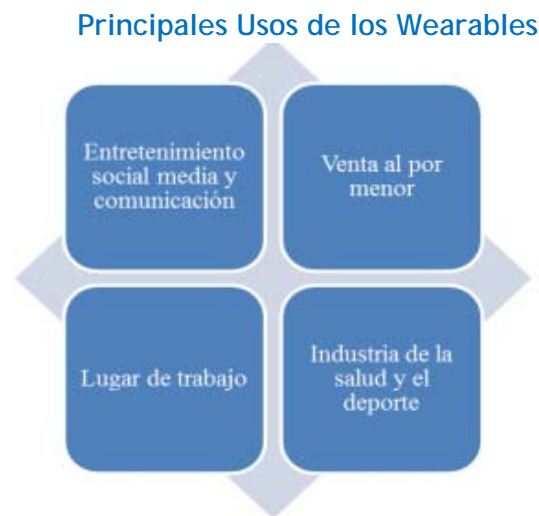 Principales Usos de los Wearables
Entretenimiento
social media y
comunicación
Venta al por
menor
Lugar de trabajo
Industria de la
salud y el
deporte